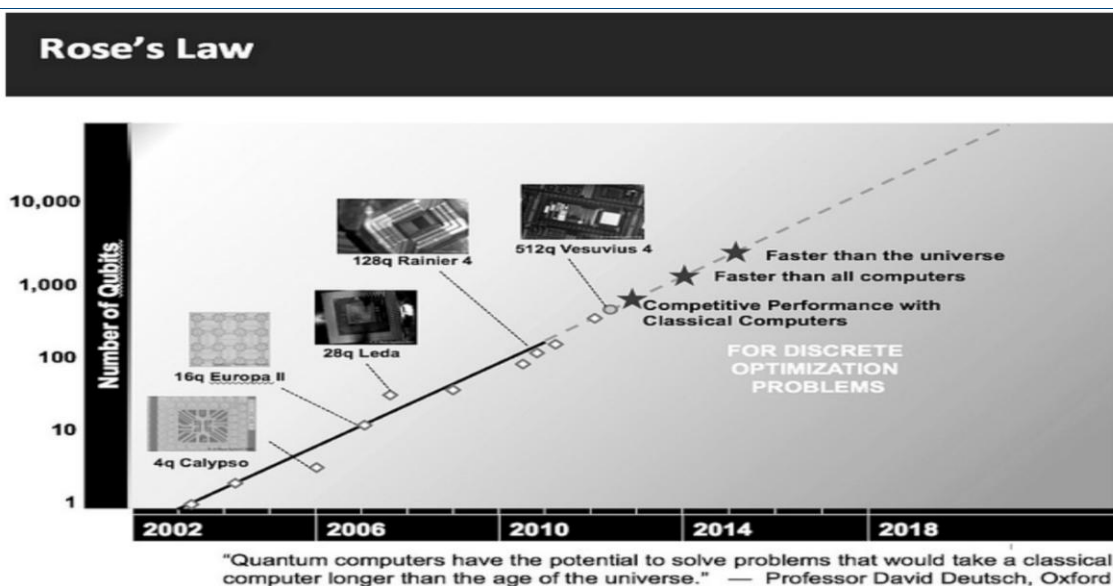 Rose's Law
Number of Qubits
10,000
1,000
100
10
1
512q Vesuvius 4
128q Rainier 4
28q Leda
16q Europa II
4q Calypso
Faster than the universe
Faster than all computers
Competitive Performance with
Classical Computers
FOR DISCRETE
OPTIMIZATION
PROBLEMS
2002 2006 2010 2014 2018
"Quantum computers have the potential to solve problems that would take a classical
computer longer than the age of the universe." — Professor David Deutsch, Oxford